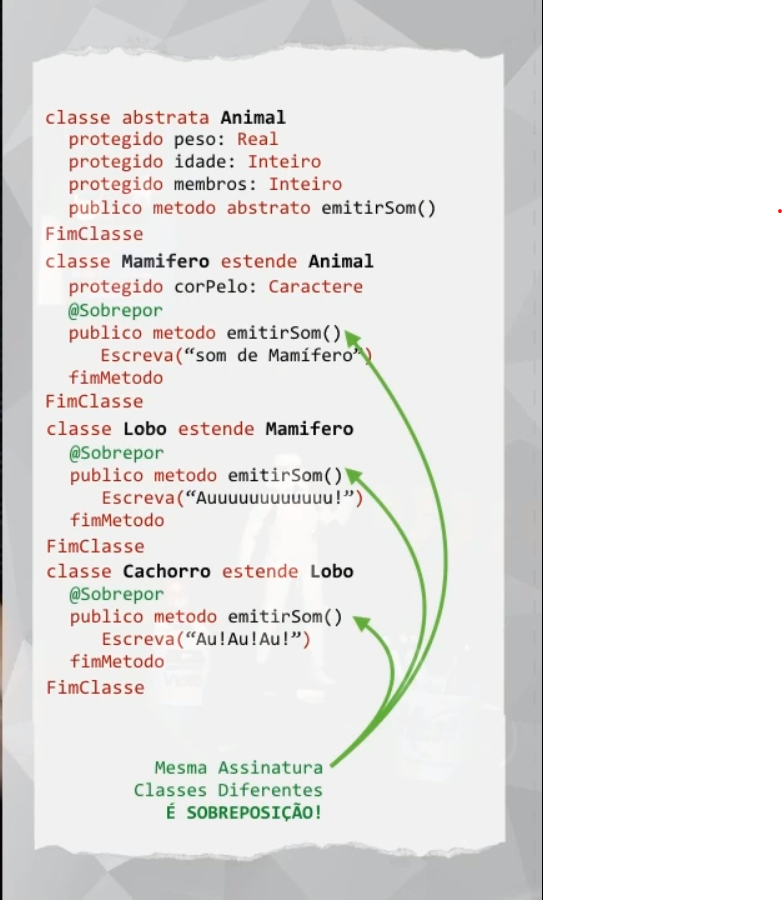 classe abstrata Animal
protegido peso: Real
protegido idade: Inteiro
protegido membros: Inteiro
publico metodo abstrato emitirSom()
FimClasse
classe Mamifero estende Animal
protegido corPelo: Caractere
@Sobrepor
publico metodo emitirSom()
Escreva(“som de Mamífero”)
fimMetodo
FimClasse
classe Lobo estende Mamifero
@Sobrepor
publico metodo emitirSom()
Escreva(“Auuuuuuuuuuuu!”)
fimMetodo
FimClasse
classe Cachorro estende Lobo
@Sobrepor
publico metodo emitirSom()
Escreva(“Au!Au!Au!”)
fimMetodo
FimClasse
Mesma Assinatura
Classes Diferentes
É SOBREPOSIÇÃO!